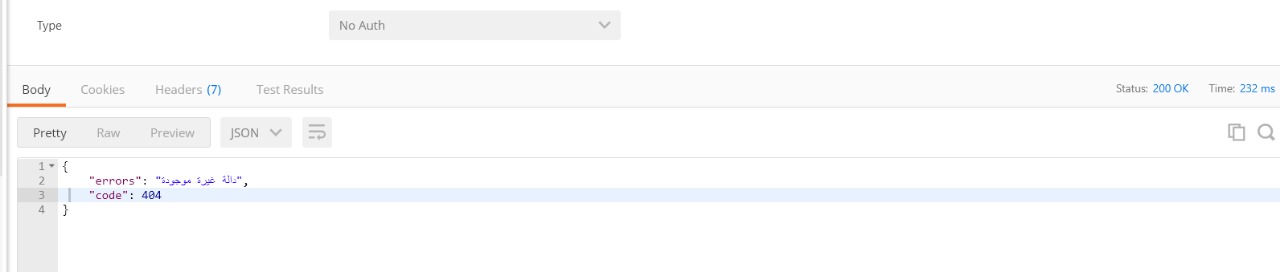 Type
No Auth
Body Cookies Headers (7) Test Results Status: 200 OK Time: 232 ms
Pretty Raw Preview JSON
1 {
2 "errors": "دالة غيرة موجودة",
3 "code": 404
4 }